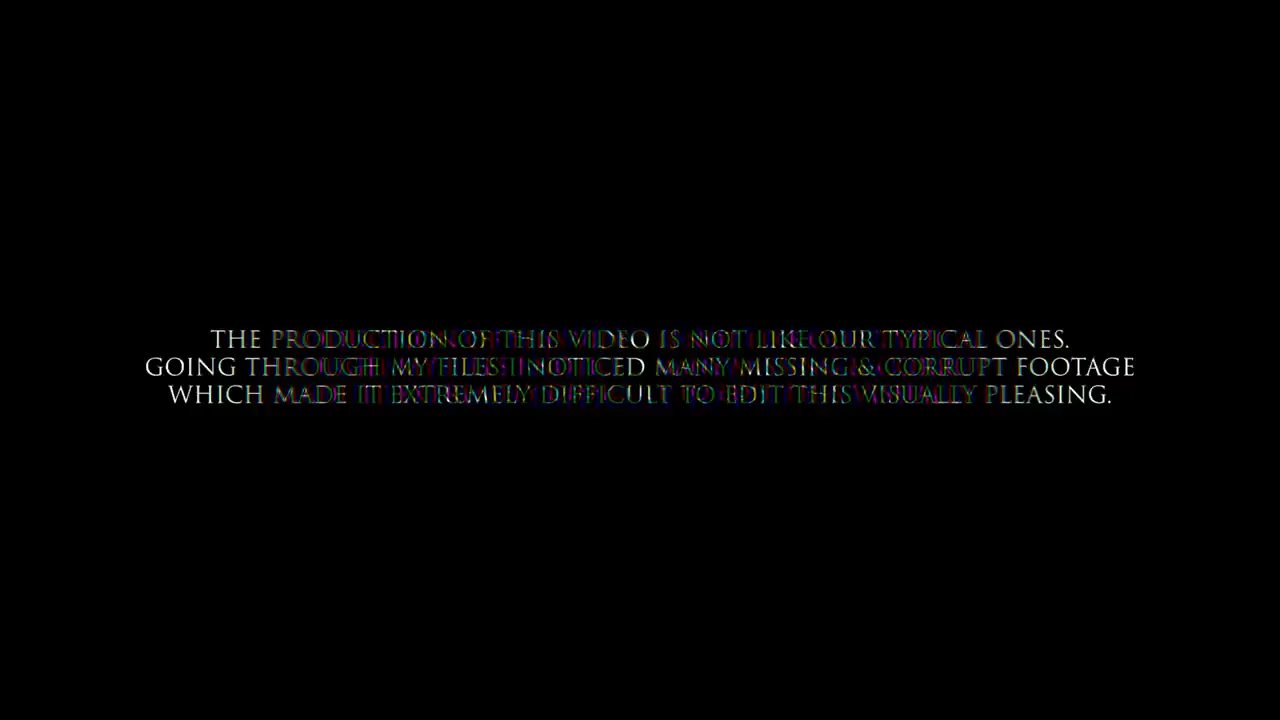 THE PRODUCTION OF THIS VIDEO IS NOT LIKE OUR TYPICAL ONES.
GOING THROUGH MY FILES I NOTICED MANY MISSING & CORRUPT FOOTAGE
WHICH MADE IT EXTREMELY DIFFICULT TO EDIT THIS VISUALLY PLEASING.